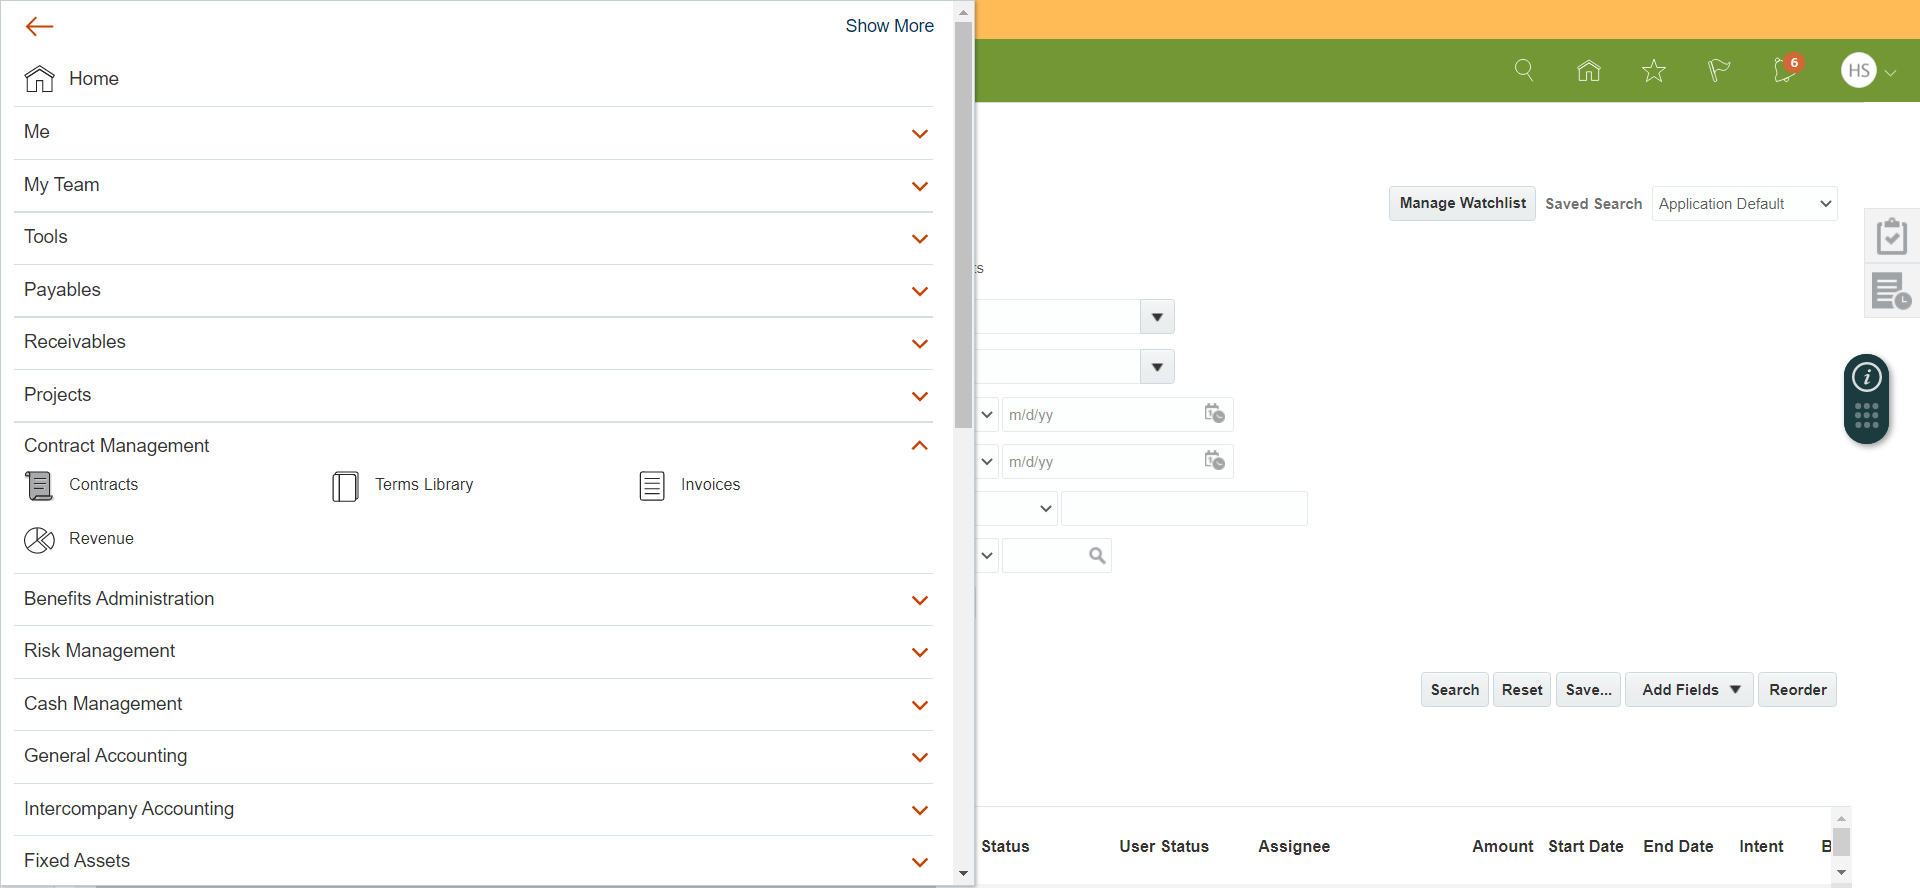 Show More
Home
Me
My Team
Tools
Payables
Receivables
Projects
Contract Management
Contracts
Terms Library
Invoices
Revenue
Benefits Administration
Risk Management
Cash Management
General Accounting
Intercompany Accounting
Fixed Assets
6
HS
Manage Watchlist Saved Search Application Default
m/d/yy
m/d/yy
Search Reset Save... Add Fields Reorder
Status User Status Assignee Amount Start Date End Date Intent